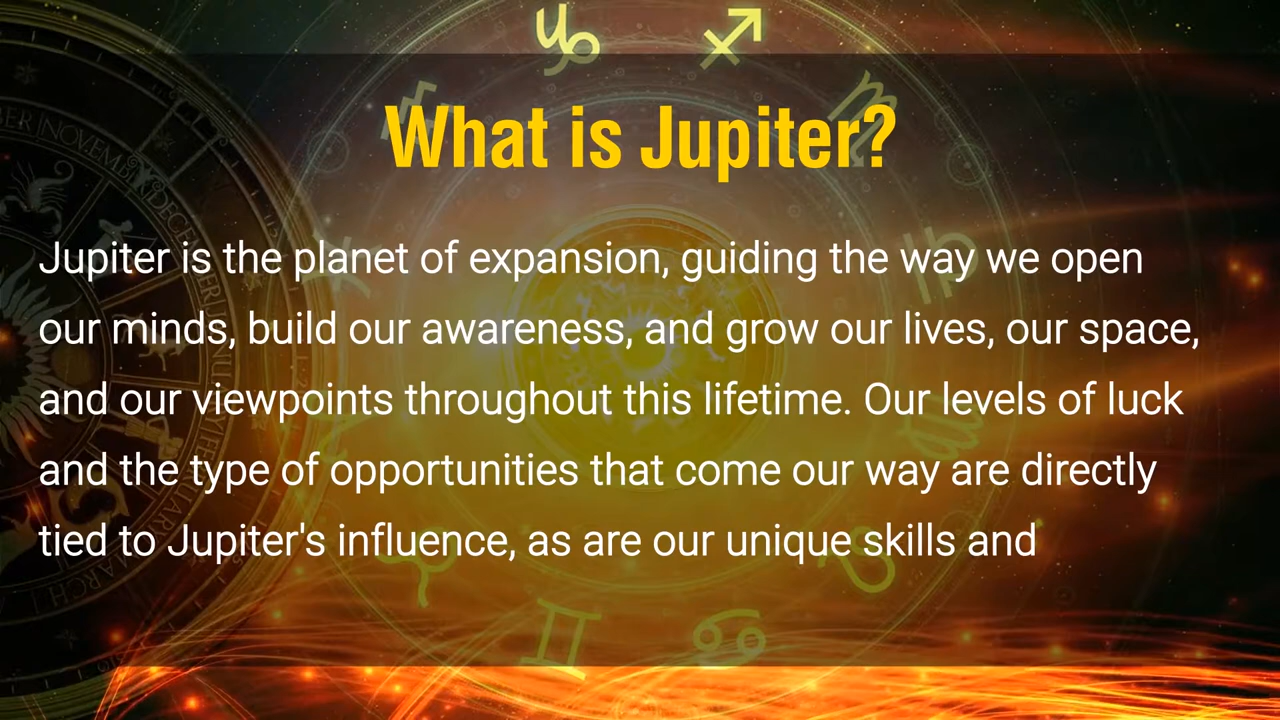 What is Jupiter?
Jupiter is the planet of expansion, guiding the way we open
our minds, build our awareness, and grow our lives, our space,
and our viewpoints throughout this lifetime. Our levels of luck
and the type of opportunities that come our way are directly
tied to Jupiter's influence, as are our unique skills and